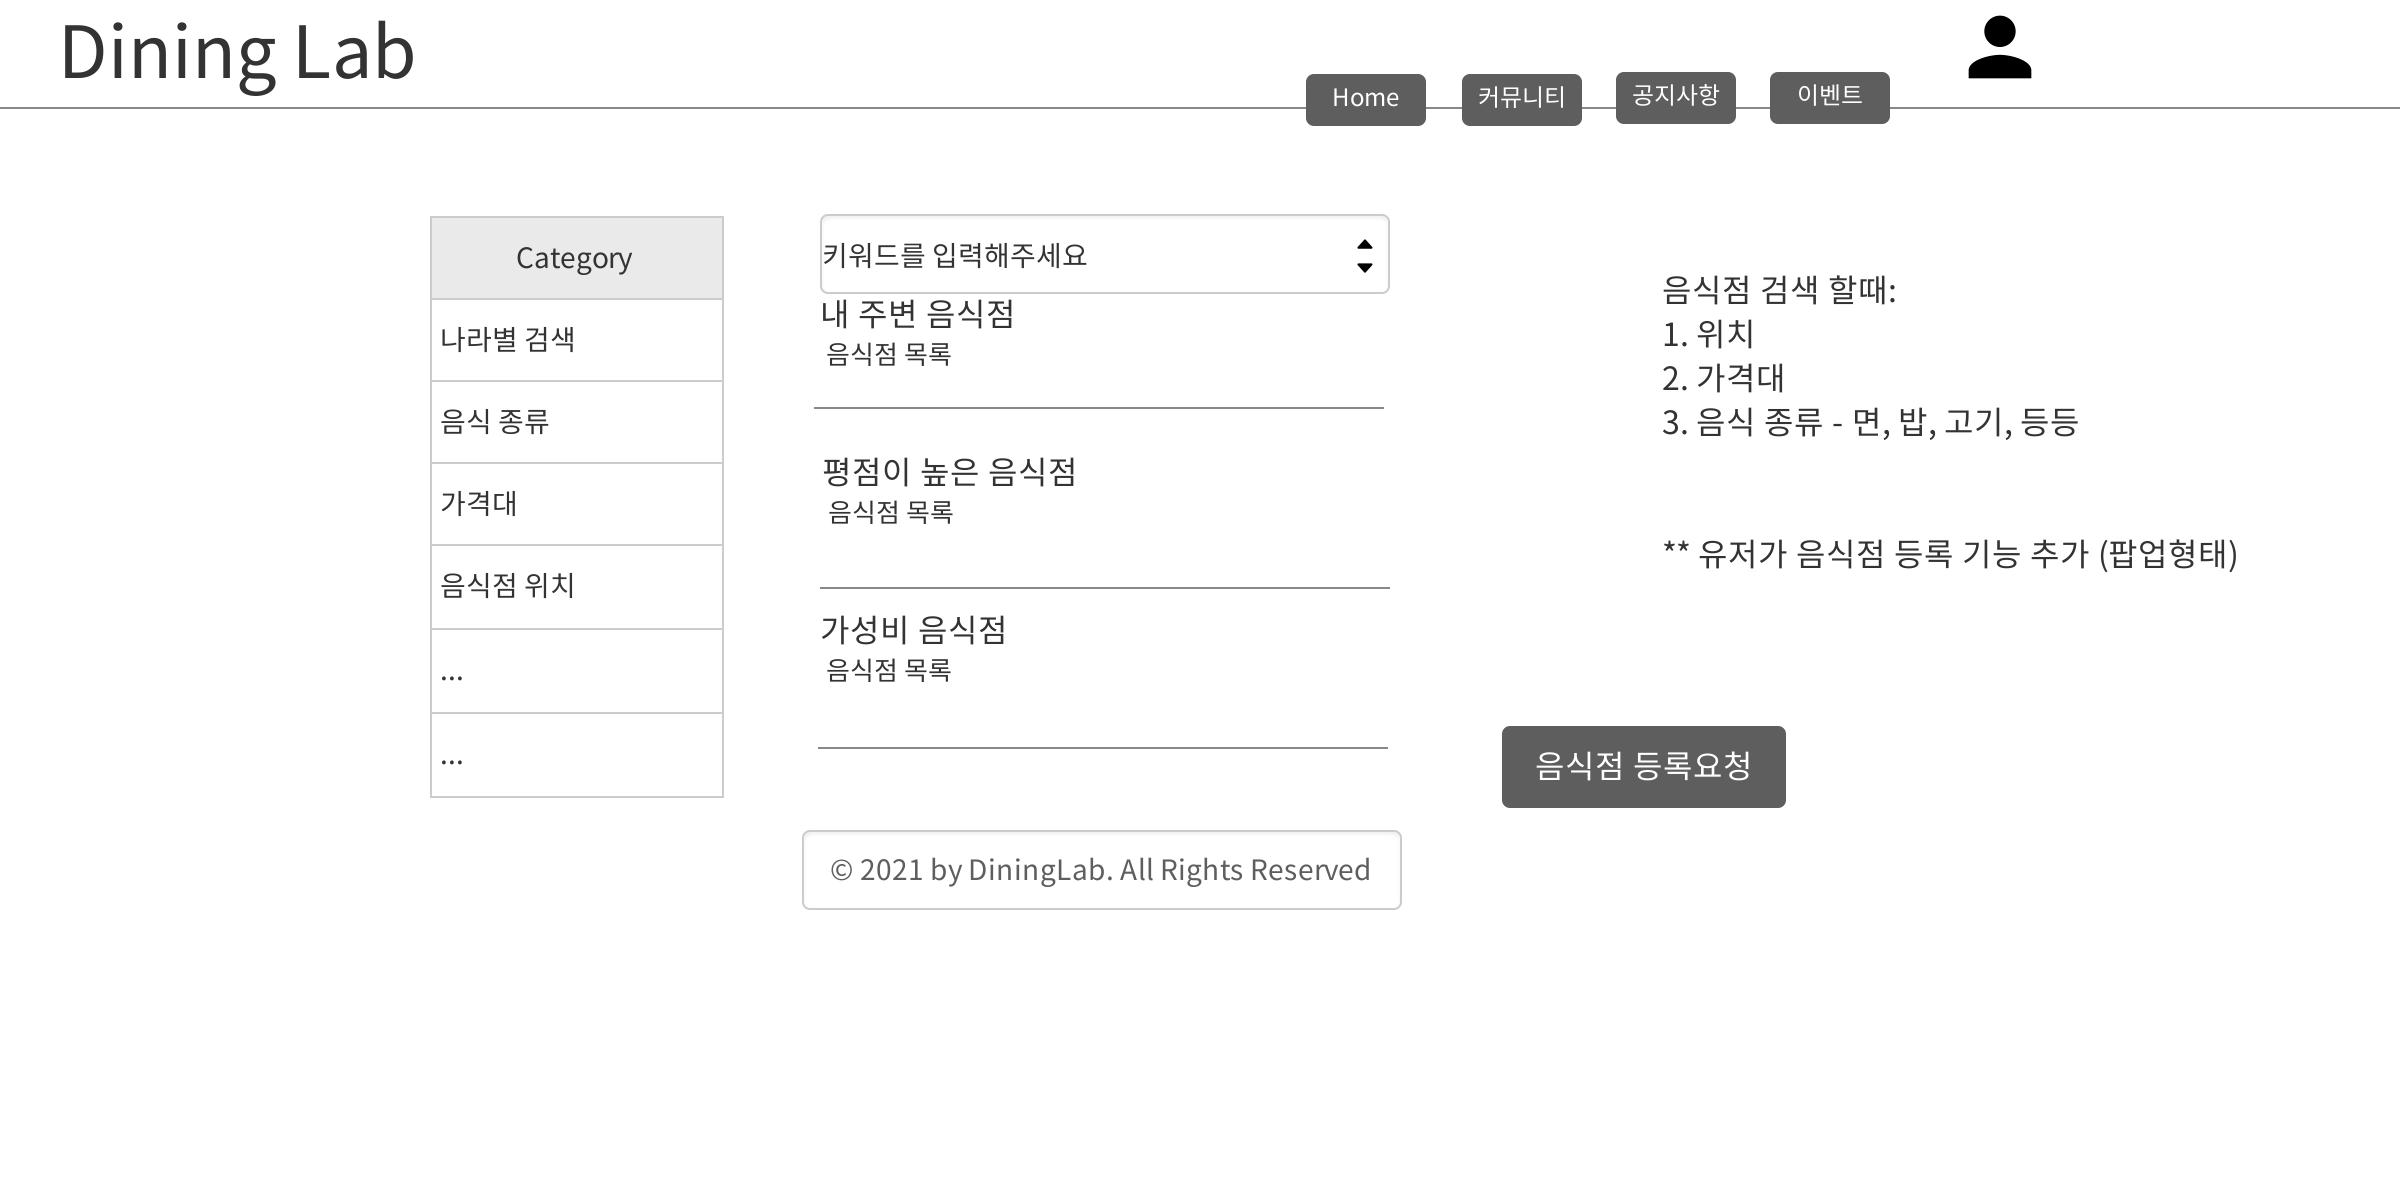 Dining Lab
Home
커뮤니티
공지사항
이벤트
Category
나라별 검색
음식 종류
가격대
음식점 위치
...
...
키워드를 입력해주세요
내 주변 음식점
음식점 목록
평점이 높은 음식점
음식점 목록
가성비 음식점
음식점 목록
음식점 검색 할때:
1. 위치
2. 가격대
3. 음식 종류 - 면, 밥, 고기, 등등
** 유저가 음식점 등록 기능 추가 (팝업형태)
음식점 등록요청
© 2021 by DiningLab. All Rights Reserved